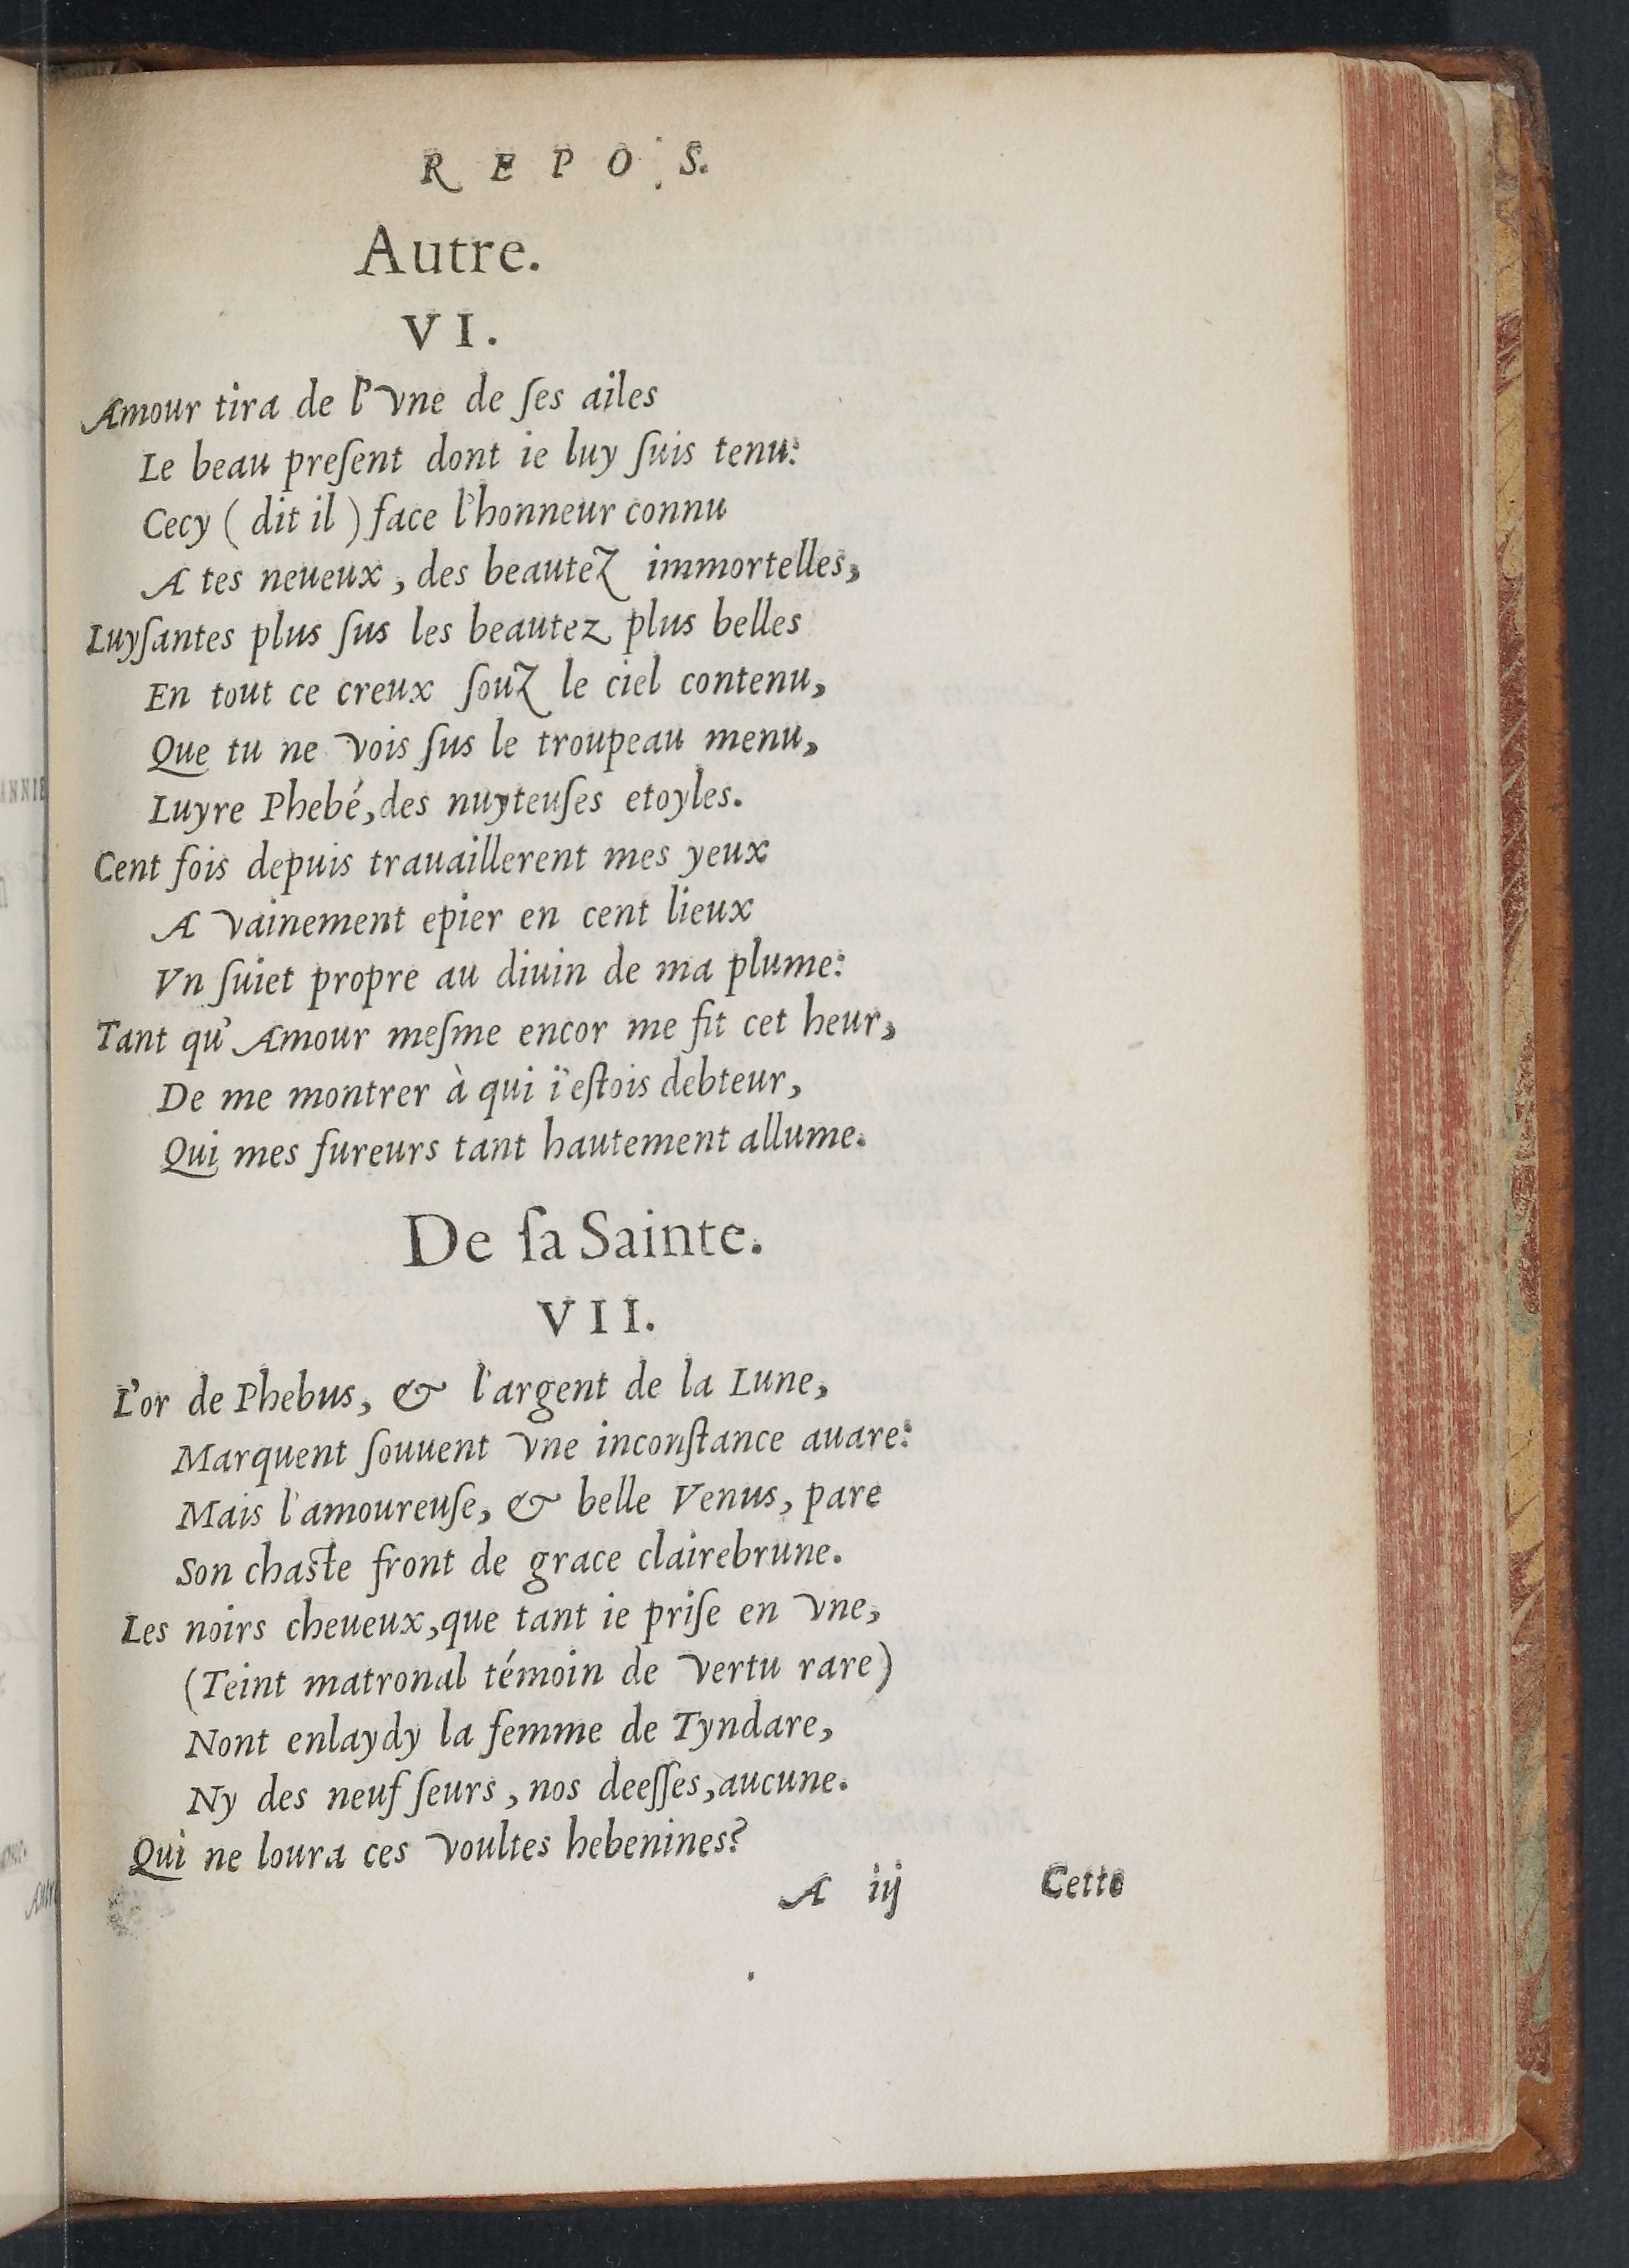 REPOS.
Autre.
VI.
Amour tira de l'vne de ſes ailes
Le beau preſent dont ie luy ſuis tenu:
Cecy ( dit il ) face l'honneur connu
A tes neueux, des beautez immortelles,
Luyſantes plus ſus les beautez plus belles
En tout ce creux ſouz le ciel contenu,
Que tu ne vois ſus le troupeau menu,
Luyre Phebé, des nuyteuſes etoyles.
Cent fois depuis trauaillerent mes yeux
A vainement epier en cent lieux
Vn ſuiet propre au diuin de ma plume:
Tant qu'Amour meſme encor me fit cet heur,
De me montrer à qui i'eſtois debteur,
Qui mes fureurs tant hautement allume.
De ſa Sainte.
VII.
L'or de Phebus, & l'argent de la Lune,
Marquent ſouuent vne inconſtance auare:
Mais l'amoureuſe, & belle Venus, pare
Son chaste front de grace clairebrune.
Les noirs cheueux, que tant ie priſe en vne,
(Teint matronal témoin de vertu rare)
Nont enlaydy la femme de Tyndare,
Ny des neuf ſeurs, nos deeſſes, aucune.
Qui ne loura ces voultes hebenines?
A iij Cette